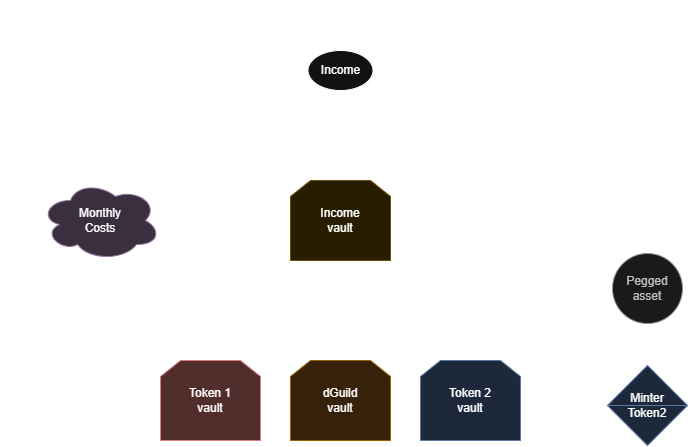 Income
Monthly
Costs
Income
vault
Pegged
asset
Token 1
vault
dGuild
vault
Token 2
vault
Minter
Token2